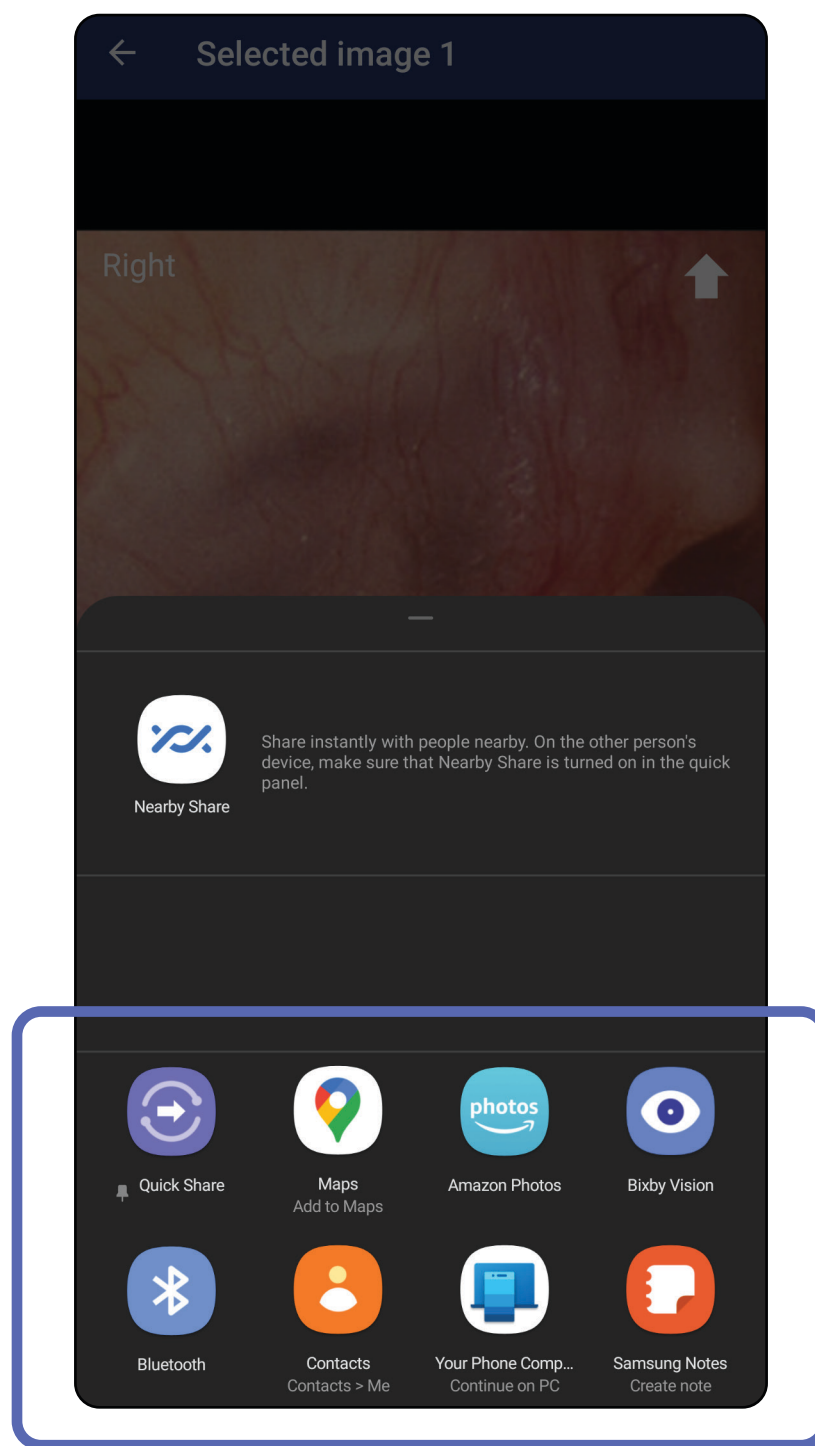 Selected image 1
Right
Share instantly with people nearby. On the other person's
device, make sure that Nearby Share is turned on in the quick
panel.
Nearby Share
Quick Share
Maps
Add to Maps
photos
Amazon Photos
Bixby Vision
Bluetooth
Contacts
Contacts > Me
Your Phone Comp...
Continue on PC
Samsung Notes
Create note